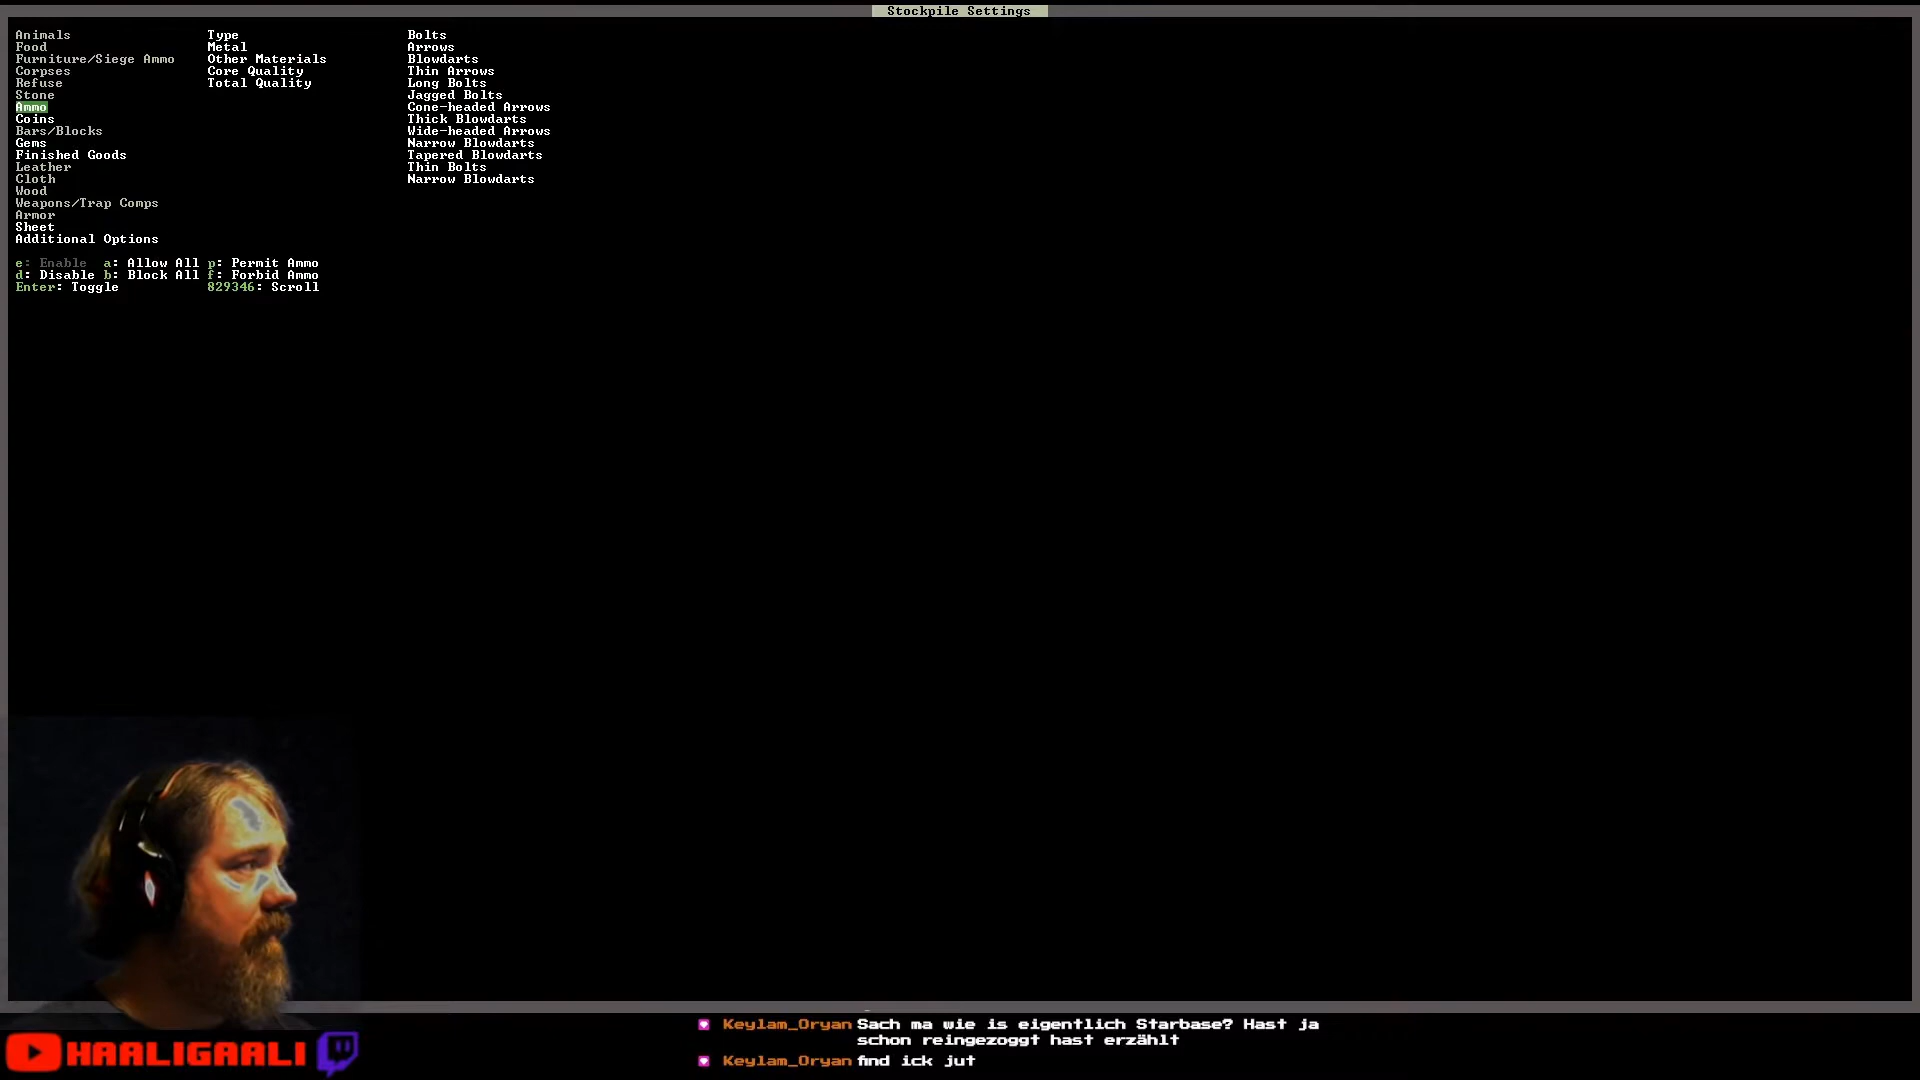 Stockpile Settings
Animals
Food
Furniture/Siege Ammo
Corpses
Refuse
Stone
Ammo
Coins
Bars/Blocks
Gems
Finished Goods
Leather
Cloth
Wood
Weapons/Trap Comps
Armor
Sheet
Additional Options
Type
Metal
Other Materials
Core Quality
Total Quality
Bolts
Arrows
Blowdarts
Thin Arrows
Long Bolts
Jagged Bolts
Cone-headed Arrows
Thick Blowdarts
Wide-headed Arrows
Narrow Blowdarts
Tapered Blowdarts
Thin Bolts
Narrow Blowdarts
e: Enable a: Allow All p: Permit Ammo
d: Disable b: Block All f: Forbid Ammo
Enter: Toggle 829346: Scroll
HAALIGAALI
Keylam_Oryan Sach ma wie is eigentlich Starbase? Hast ja
schon reingezoggt hast erzählt
Keylam_Oryan find ick jut